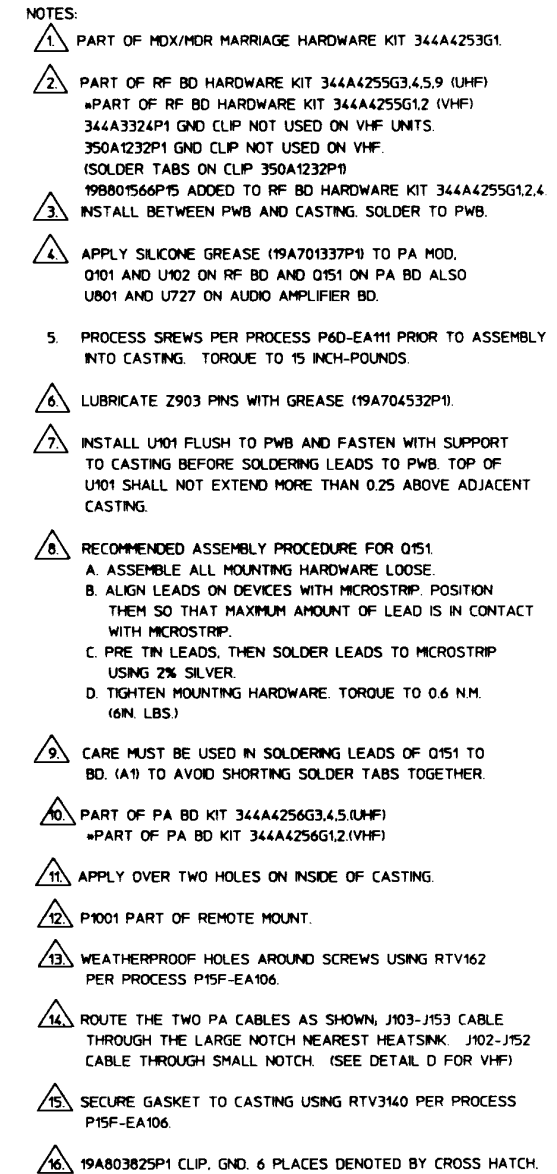 NOTES:
1. PART OF MDX/MDR MARRIAGE HARDWARE KIT 344A4253G1.
2. PART OF RF BD HARDWARE KIT 344A4255G3,4,5,9 (UHF)
*PART OF RF BD HARDWARE KIT 344A4255G1,2 (VHF)
344A3324P1 GND CLIP NOT USED ON VHF UNITS.
350A1232P1 GND CLIP NOT USED ON VHF.
(SOLDER TABS ON CLIP 350A1232P1)
19B801566P15 ADDED TO RF BD HARDWARE KIT 344A4255G1,2,4.
3. INSTALL BETWEEN PWB AND CASTING. SOLDER TO PWB.
4. APPLY SILICONE GREASE (19A701337P1) TO PA MOD,
Q101 AND U102 ON RF BD AND Q151 ON PA BD ALSO
U801 AND U727 ON AUDIO AMPLIFIER BD.
5. PROCESS SREWS PER PROCESS P6D-EA111 PRIOR TO ASSEMBLY
INTO CASTING. TORQUE TO 15 INCH-POUNDS.
6. LUBRICATE Z903 PINS WITH GREASE (19A704532P1).
7. INSTALL U101 FLUSH TO PWB AND FASTEN WITH SUPPORT
TO CASTING BEFORE SOLDERING LEADS TO PWB. TOP OF
U101 SHALL NOT EXTEND MORE THAN 0.25 ABOVE ADJACENT
CASTING.
8. RECOMMENDED ASSEMBLY PROCEDURE FOR Q151.
A. ASSEMBLE ALL MOUNTING HARDWARE LOOSE.
B. ALIGN LEADS ON DEVICES WITH MICROSTRIP. POSITION
THEM SO THAT MAXIMUM AMOUNT OF LEAD IS IN CONTACT
WITH MICROSTRIP.
C. PRE TIN LEADS, THEN SOLDER LEADS TO MICROSTRIP
USING 2% SILVER.
D. TIGHTEN MOUNTING HARDWARE. TORQUE TO 0.6 N.M.
(6IN. LBS.)
9. CARE MUST BE USED IN SOLDERING LEADS OF Q151 TO
BD. (A1) TO AVOID SHORTING SOLDER TABS TOGETHER.
10. PART OF PA BD KIT 344A4256G3,4,5.(UHF)
*PART OF PA BD KIT 344A4256G1,2.(VHF)
11. APPLY OVER TWO HOLES ON INSIDE OF CASTING.
12. P1001 PART OF REMOTE MOUNT.
13. WEATHERPROOF HOLES AROUND SCREWS USING RTV162
PER PROCESS P15F-EA106.
14. ROUTE THE TWO PA CABLES AS SHOWN, J103-J153 CABLE
THROUGH THE LARGE NOTCH NEAREST HEATSINK. J102-J152
CABLE THROUGH SMALL NOTCH. (SEE DETAIL D FOR VHF)
15. SECURE GASKET TO CASTING USING RTV3140 PER PROCESS
P15F-EA106.
16. 19A803825P1 CLIP, GND. 6 PLACES DENOTED BY CROSS HATCH.